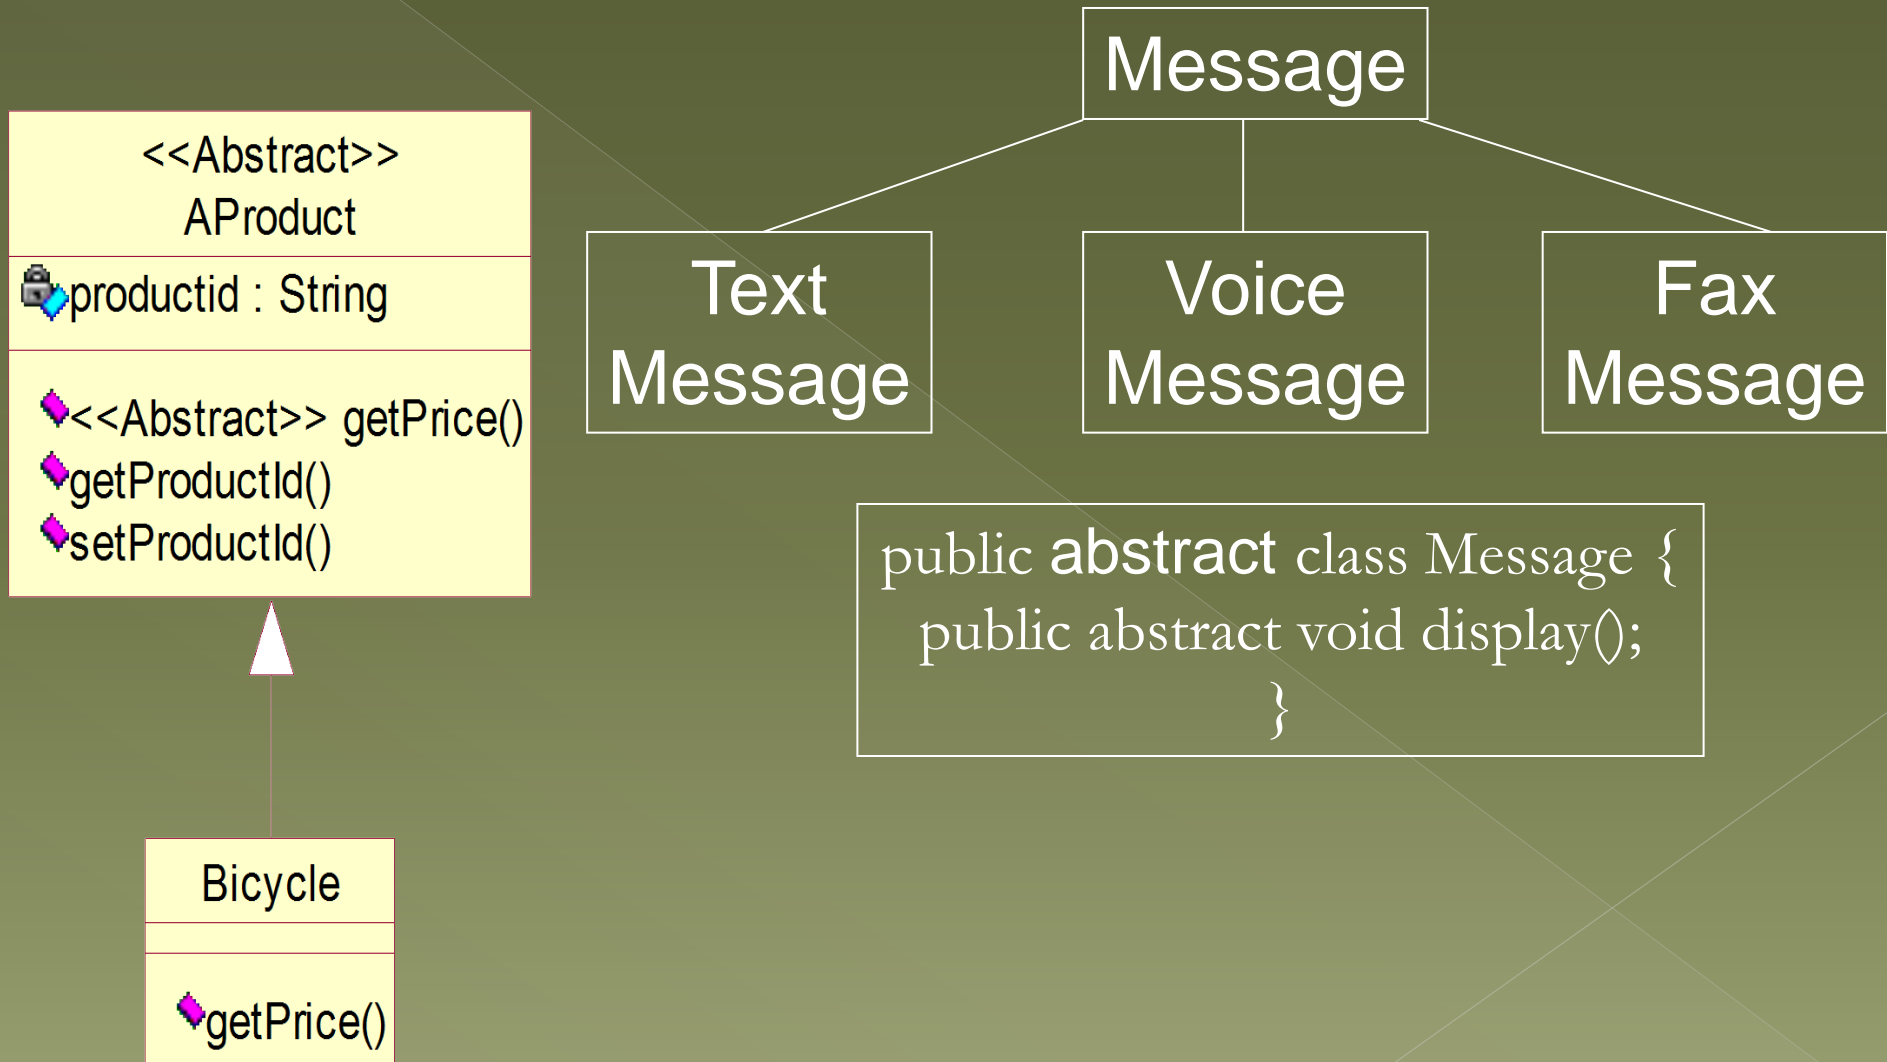 <<Abstract>>
AProduct
productid : String
<<Abstract>> getPrice()
getProductId()
setProductId()
Bicycle
getPrice()
Message
Text
Message
Voice
Message
Fax
Message
public abstract class Message {
public abstract void display();
}